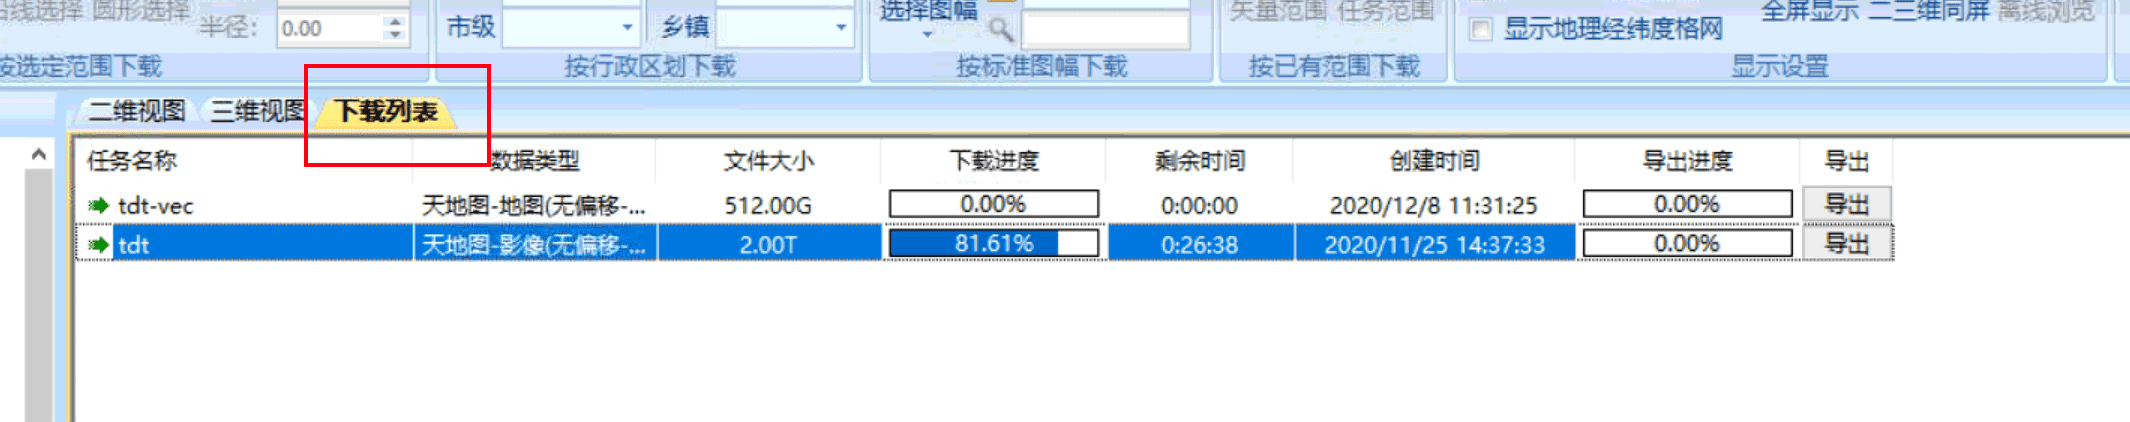 沿线选择 圆形选择 半径: 0.00
按选定范围下载
市级 乡镇
按行政区划下载
选择图幅
按标准图幅下载
矢量范围 任务范围
按已有范围下载
全屏显示 二三维同屏 离线浏览
显示地理经纬度格网
显示设置
二维视图 三维视图 下载列表
任务名称 数据类型 文件大小 下载进度 剩余时间 创建时间 导出进度 导出
tdt-vec 天地图-地图(无偏移-... 512.00G 0.00% 0:00:00 2020/12/8 11:31:25 0.00% 导出
tdt 天地图-影像(无偏移-... 2.00T 81.61% 0:26:38 2020/11/25 14:37:33 0.00% 导出